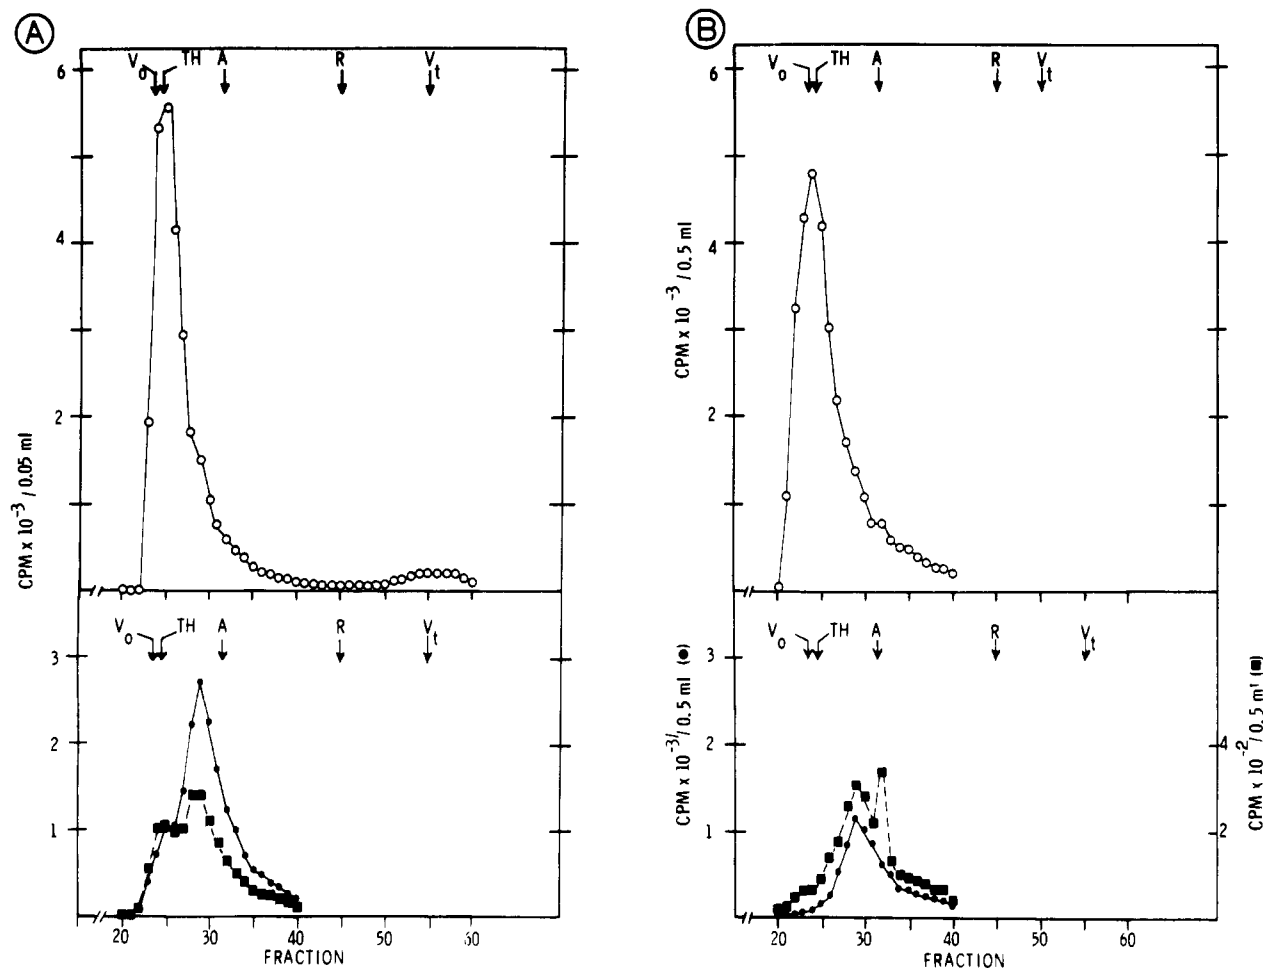 A
V₀ TH A R Vt
6
4
2
CPM x 10⁻³ / 0.05 ml
V₀ TH A R Vt
3
2
1
20 30 40 50 60
FRACTION
B
V₀ TH A R Vt
6
4
2
CPM x 10⁻³ / 0.5 ml
V₀ TH A R Vt
3
2
1
CPM x 10⁻³/ 0.5 ml (●)
4
2
CPM x 10⁻² / 0.5 ml (■)
20 30 40 50 60
FRACTION